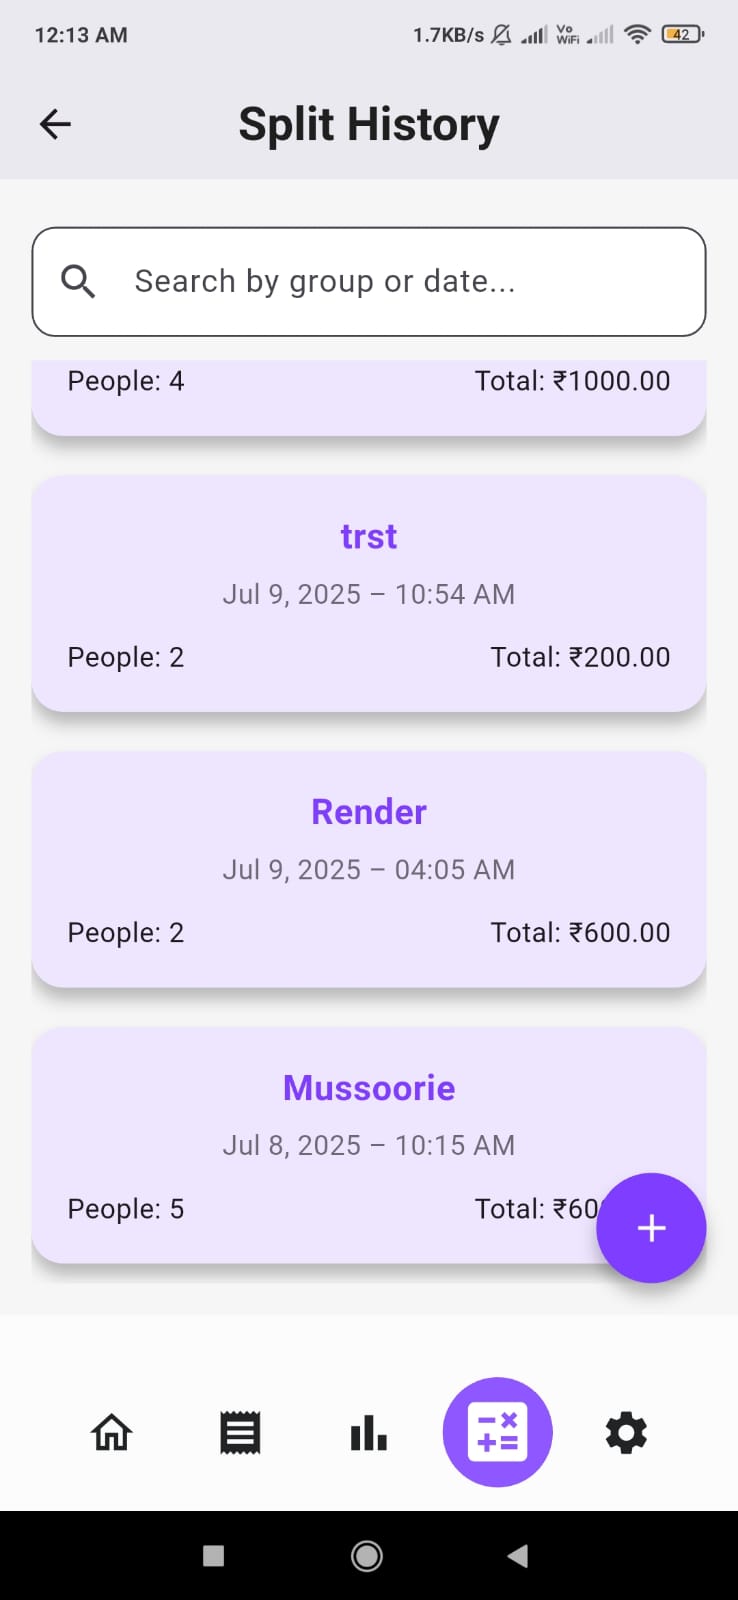 12:13 AM 1.7KB/s Vo WiFi 42
Split History
Search by group or date...
People: 4 Total: ₹1000.00
trst
Jul 9, 2025 – 10:54 AM
People: 2 Total: ₹200.00
Render
Jul 9, 2025 – 04:05 AM
People: 2 Total: ₹600.00
Mussoorie
Jul 8, 2025 – 10:15 AM
People: 5 Total: